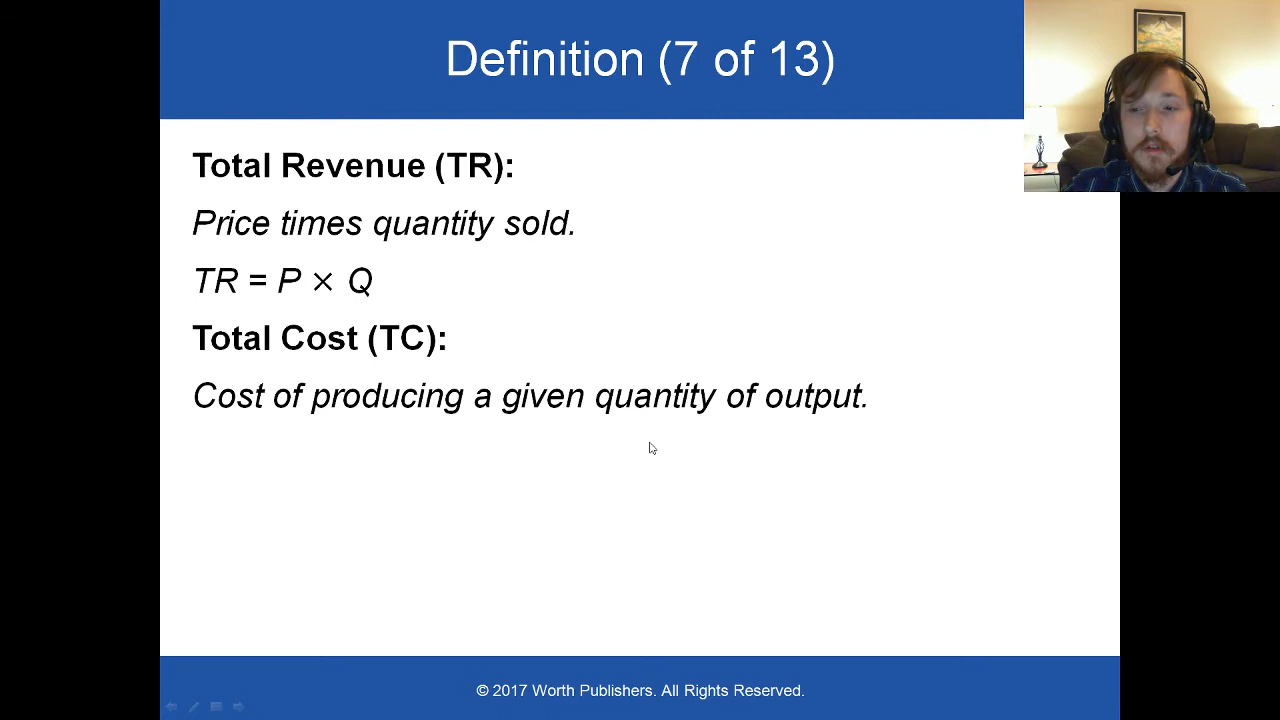 Definition (7 of 13)
Total Revenue (TR):
Price times quantity sold.
TR = P × Q
Total Cost (TC):
Cost of producing a given quantity of output.
© 2017 Worth Publishers. All Rights Reserved.